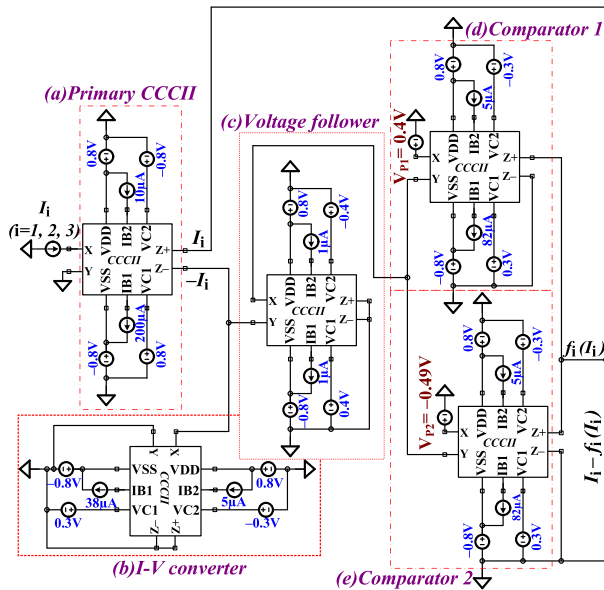 (d)Comparator 1
0.8V
−0.3V
5μA
VDD IB2 VC2
X Z+
Y Z−
CCCII
VSS IB1 VC1
V_P1= 0.4V
82μA
−0.8V
0.3V
(a)Primary CCCII
0.8V
−0.8V
10μA
VDD IB2 VC2
I_i
(i=1, 2, 3)
X Z+
Y Z−
CCCII
VSS IB1 VC1
I_i
−I_i
200μA
−0.8V
0.8V
(c)Voltage follower
0.8V
−0.4V
1μA
VDD IB2 VC2
X Z+
Y Z−
CCCII
VSS IB1 VC1
1μA
−0.8V
0.4V
0.8V
−0.3V
5μA
VDD IB2 VC2
V_P2= −0.49V
X Z+
Y Z−
CCCII
VSS IB1 VC1
82μA
−0.8V
0.3V
f_i(I_i)
I_i−f_i(I_i)
(e)Comparator 2
Y X
VSS VDD
IB1 IB2
VC1 VC2
CCCII
Z− Z+
−0.8V
38μA
0.3V
0.8V
5μA
−0.3V
(b)I-V converter